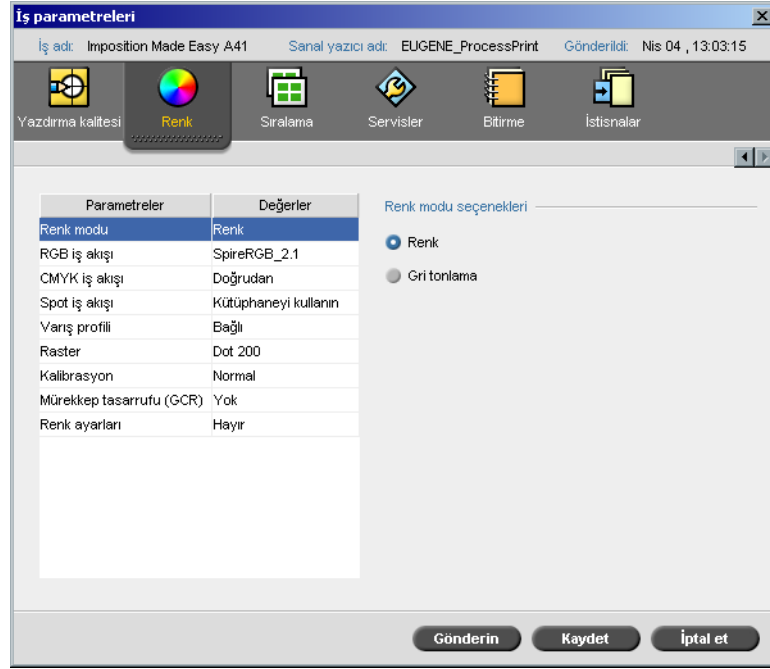 İş parametreleri
İş adı: Imposition Made Easy A41 Sanal yazıcı adı: EUGENE_ProcessPrint Gönderildi: Nis 04 , 13:03:15
Yazdırma kalitesi Renk Sıralama Servisler Bitirme İstisnalar
Parametreler Değerler
Renk modu Renk
RGB iş akışı SpireRGB_2.1
CMYK iş akışı Doğrudan
Spot iş akışı Kütüphaneyi kullanın
Varış profili Bağlı
Raster Dot 200
Kalibrasyon Normal
Mürekkep tasarrufu (GCR) Yok
Renk ayarları Hayır
Renk modu seçenekleri
Renk
Gri tonlama
Gönderin Kaydet İptal et